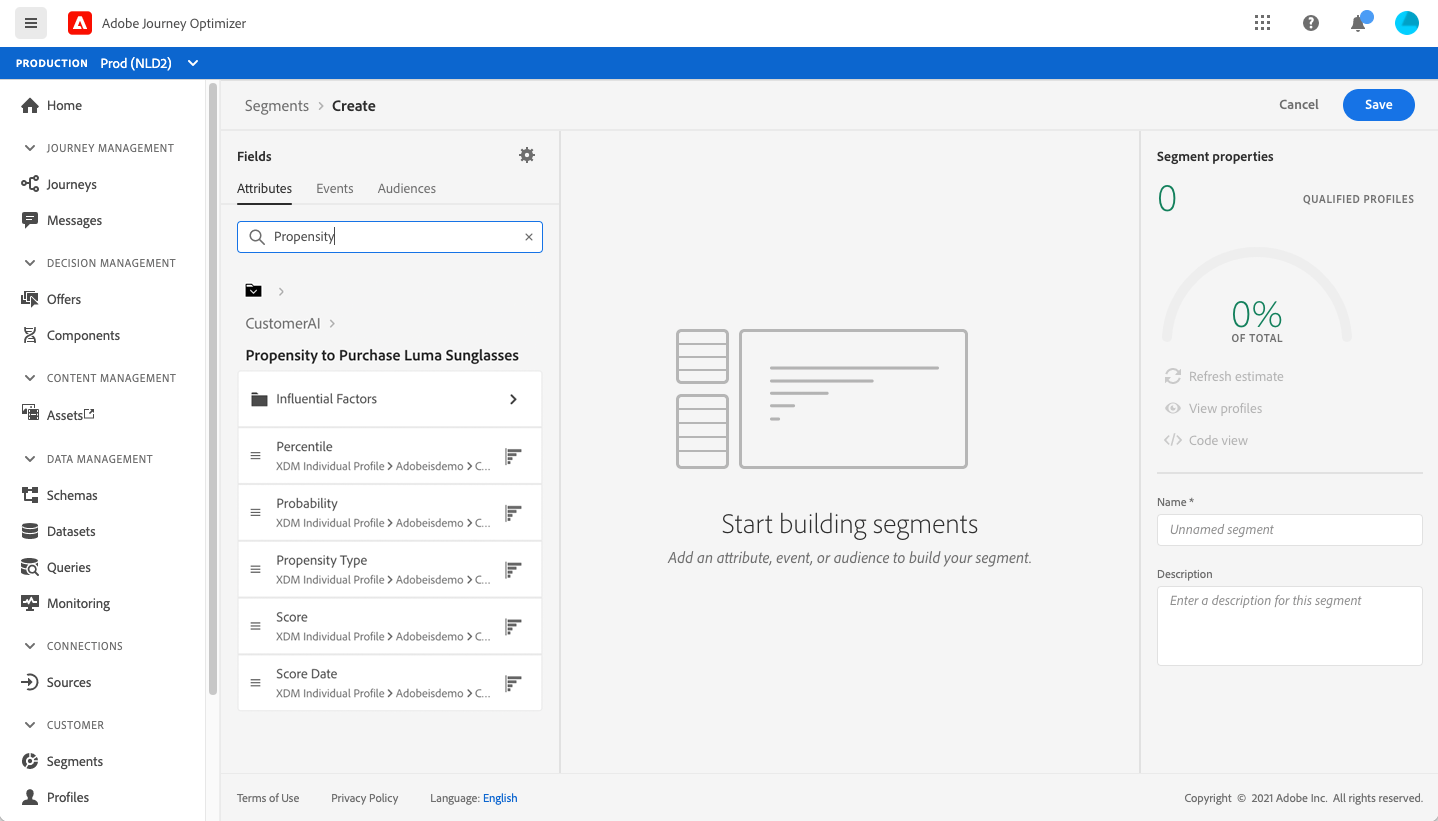 Adobe Journey Optimizer
PRODUCTION Prod (NLD2)
Home
JOURNEY MANAGEMENT
Journeys
Messages
DECISION MANAGEMENT
Offers
Components
CONTENT MANAGEMENT
Assets
DATA MANAGEMENT
Schemas
Datasets
Queries
Monitoring
CONNECTIONS
Sources
CUSTOMER
Segments
Profiles
Segments > Create
Cancel
Save
Fields
Attributes Events Audiences
Propensity
CustomerAI >
Propensity to Purchase Luma Sunglasses
Influential Factors
Percentile
XDM Individual Profile > Adobeisdemo > C...
Probability
XDM Individual Profile > Adobeisdemo > C...
Propensity Type
XDM Individual Profile > Adobeisdemo > C...
Score
XDM Individual Profile > Adobeisdemo > C...
Score Date
XDM Individual Profile > Adobeisdemo > C...
Start building segments
Add an attribute, event, or audience to build your segment.
Segment properties
0 QUALIFIED PROFILES
0%
OF TOTAL
Refresh estimate
View profiles
Code view
Name *
Unnamed segment
Description
Enter a description for this segment
Terms of Use Privacy Policy Language: English
Copyright © 2021 Adobe Inc. All rights reserved.